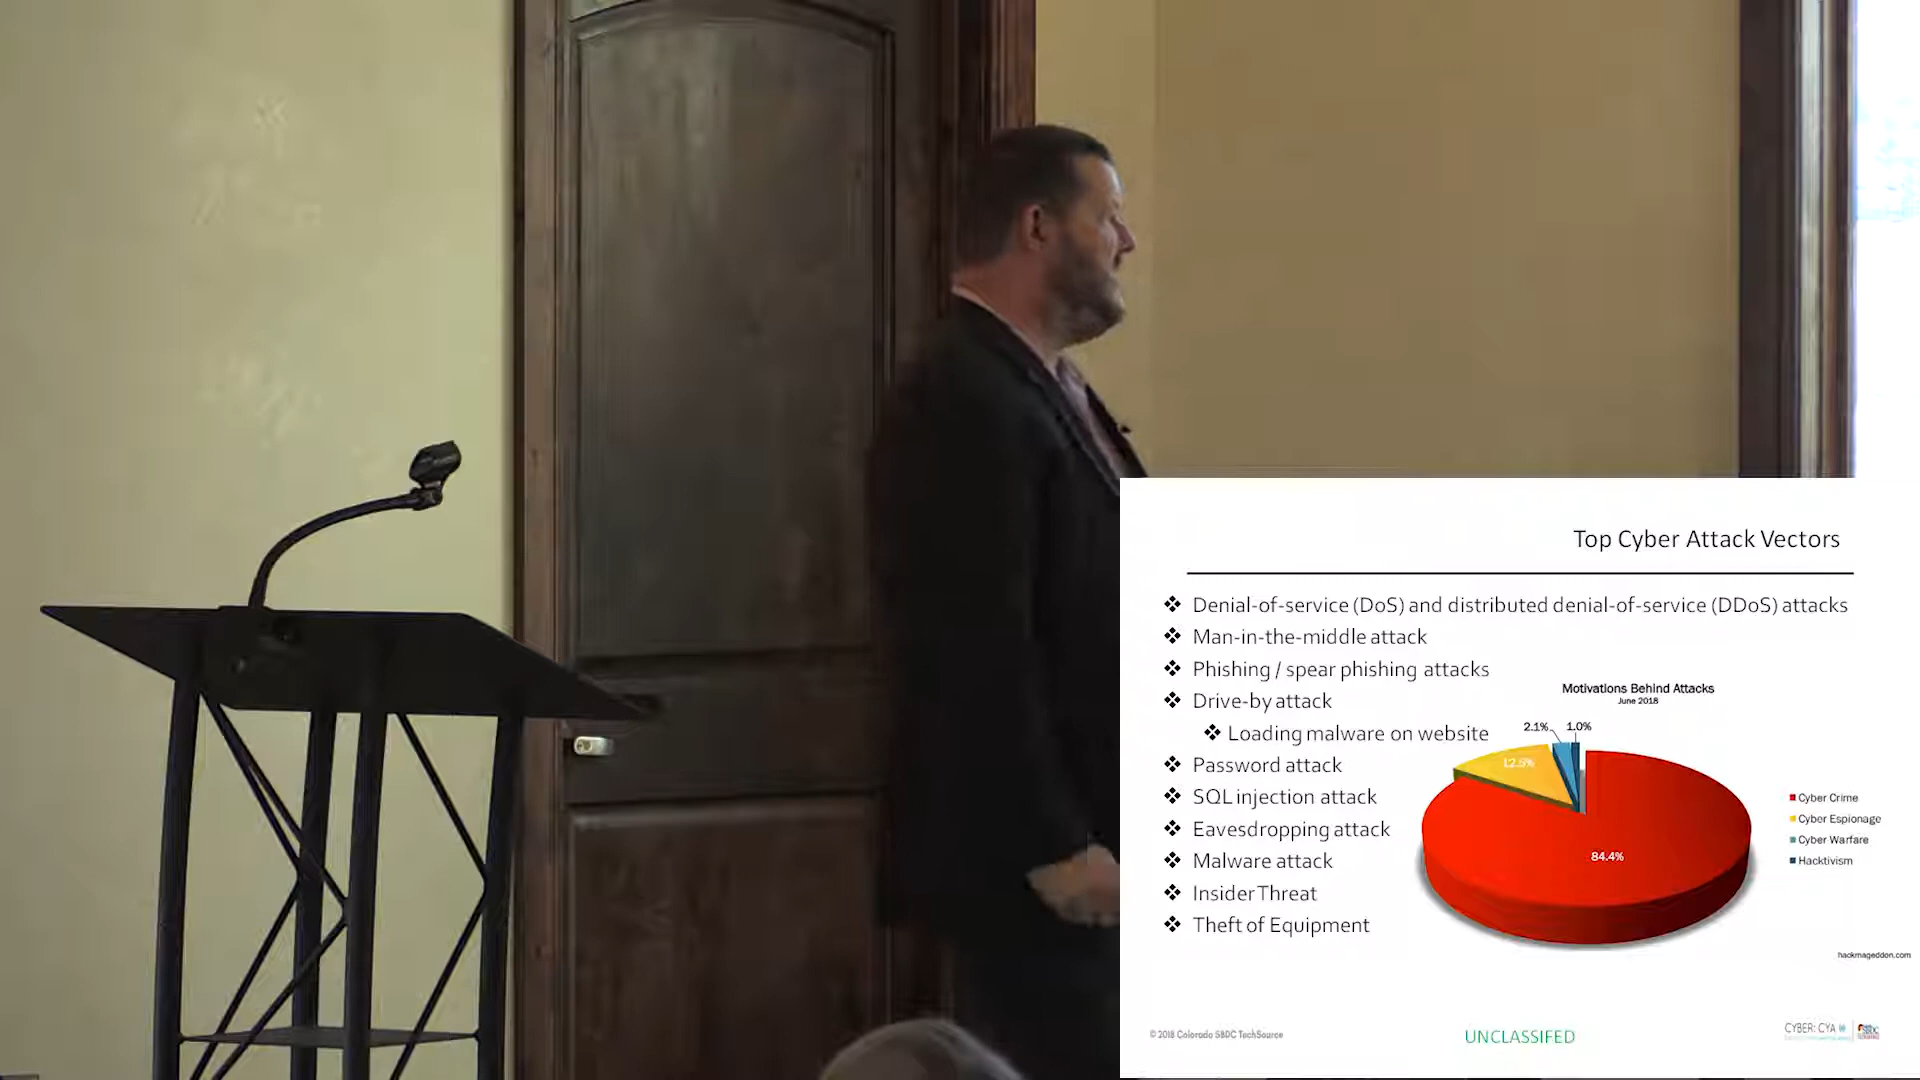 Top Cyber Attack Vectors
❖ Denial-of-service (DoS) and distributed denial-of-service (DDoS) attacks
❖ Man-in-the-middle attack
❖ Phishing / spear phishing attacks
❖ Drive-by attack
❖ Loading malware on website
❖ Password attack
❖ SQL injection attack
❖ Eavesdropping attack
❖ Malware attack
❖ Insider Threat
❖ Theft of Equipment
Motivations Behind Attacks
June 2018
2.1%
1.0%
12.5%
84.4%
Cyber Crime
Cyber Espionage
Cyber Warfare
Hacktivism
hackmageddon.com
© 2018 Colorado SBDC TechSource
UNCLASSIFED
CYBER: CYA
SBDC